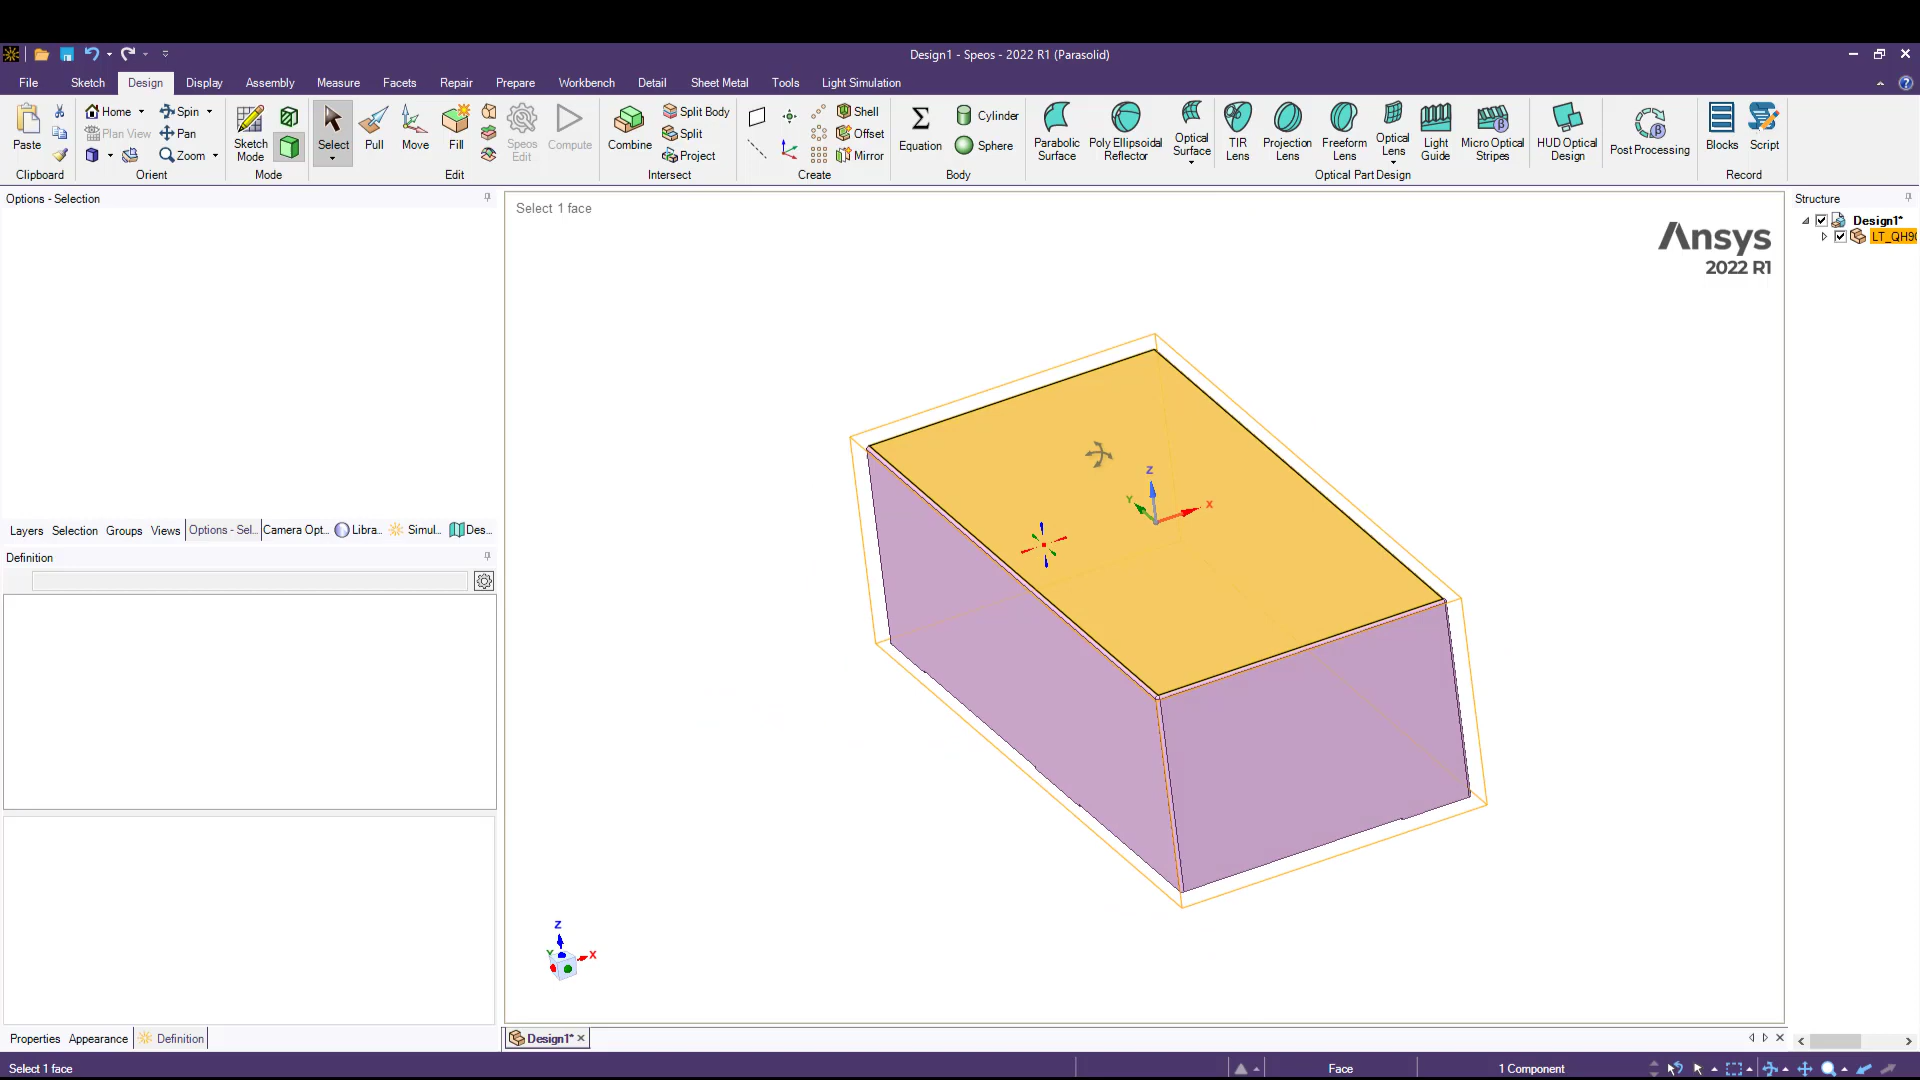 Design1 - Speos - 2022 R1 (Parasolid)
File Sketch Design Display Assembly Measure Facets Repair Prepare Workbench Detail Sheet Metal Tools Light Simulation
Paste
Home
Plan View
Spin
Pan
Zoom
Sketch Mode
Select
Pull
Move
Fill
Speos Edit
Compute
Combine
Split Body
Split
Project
Shell
Offset
Mirror
Equation
Cylinder
Sphere
Parabolic Surface
Poly Ellipsoidal Reflector
Optical Surface
TIR Lens
Projection Lens
Freeform Lens
Optical Lens
Light Guide
Micro Optical Stripes
HUD Optical Design
Post Processing
Blocks
Script
Clipboard Orient Mode Edit Intersect Create Body Optical Part Design Record
Options - Selection
Select 1 face
Ansys
2022 R1
Structure
Design1*
LT_QH90
Z
Y
X
Layers Selection Groups Views Options - Sel... Camera Opt... Libra... Simul... Des...
Definition
Z
Y
X
Properties Appearance Definition
Design1*
Select 1 face
Face
1 Component